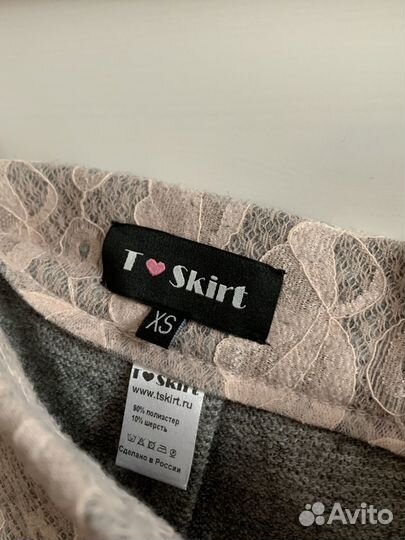 T♥Skirt
XS
T♥Skirt
www.tskirt.ru
90% полиэстер
10% шерсть
Сделано в России
Avito